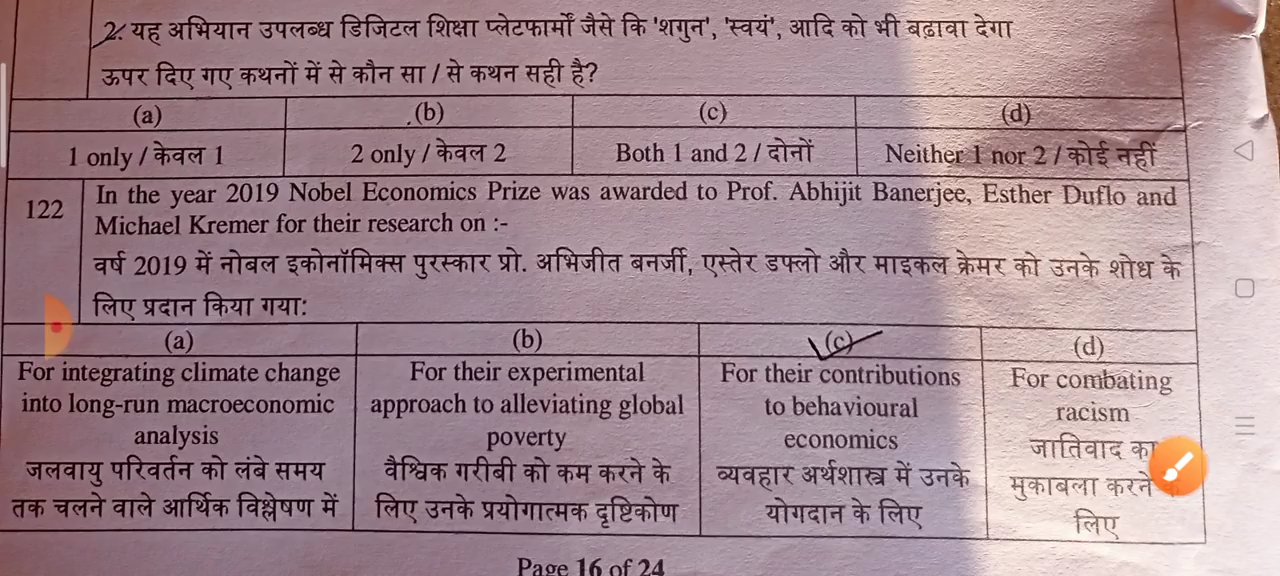 2. यह अभियान उपलब्ध डिजिटल शिक्षा प्लेटफार्मों जैसे कि 'शगुन', 'स्वयं', आदि को भी बढावा देगा
ऊपर दिए गए कथनों में से कौन सा / से कथन सही है?
(a) (b) (c) (d)
1 only / केवल 1 2 only / केवल 2 Both 1 and 2 / दोनों Neither 1 nor 2 / कोई नहीं
122 In the year 2019 Nobel Economics Prize was awarded to Prof. Abhijit Banerjee, Esther Duflo and
Michael Kremer for their research on :-
वर्ष 2019 में नोबल इकोनॉमिक्स पुरस्कार प्रो. अभिजीत बनर्जी, एस्तेर डफ्लो और माइकल क्रेमर को उनके शोध के
लिए प्रदान किया गया:
(a)
For integrating climate change
into long-run macroeconomic
analysis
जलवायु परिवर्तन को लंबे समय
तक चलने वाले आर्थिक विश्लेषण में
(b)
For their experimental
approach to alleviating global
poverty
वैश्विक गरीबी को कम करने के
लिए उनके प्रयोगात्मक दृष्टिकोण
(c)
For their contributions
to behavioural
economics
व्यवहार अर्थशास्त्र में उनके
योगदान के लिए
(d)
For combating
racism
जातिवाद का
मुकाबला करने
लिए
Page 16 of 24